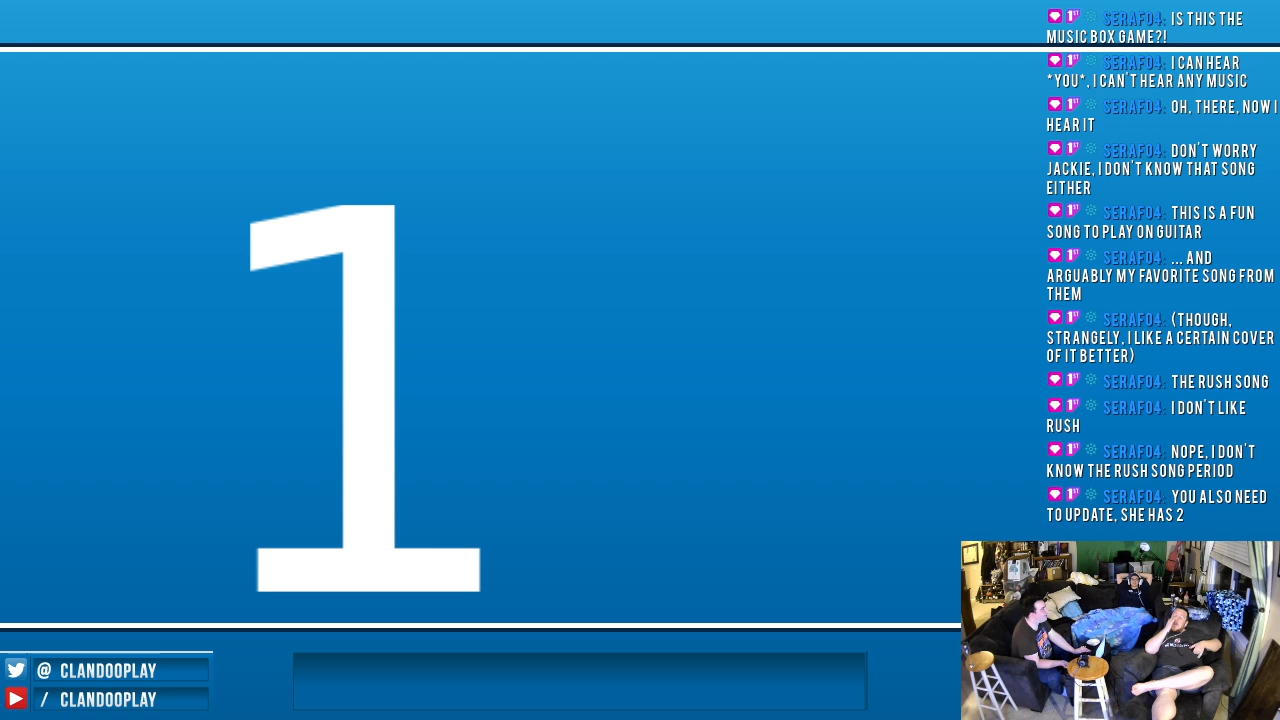 1
SERAF04: IS THIS THE
MUSIC BOX GAME?!
SERAF04: I CAN HEAR
*YOU*, I CAN'T HEAR ANY MUSIC
SERAF04: OH, THERE, NOW I
HEAR IT
SERAF04: DON'T WORRY
JACKIE, I DON'T KNOW THAT SONG
EITHER
SERAF04: THIS IS A FUN
SONG TO PLAY ON GUITAR
SERAF04: ... AND
ARGUABLY MY FAVORITE SONG FROM
THEM
SERAF04: (THOUGH,
STRANGELY, I LIKE A CERTAIN COVER
OF IT BETTER)
SERAF04: THE RUSH SONG
SERAF04: I DON'T LIKE
RUSH
SERAF04: NOPE, I DON'T
KNOW THE RUSH SONG PERIOD
SERAF04: YOU ALSO NEED
TO UPDATE, SHE HAS 2
@ CLANDOOPLAY
/ CLANDOOPLAY